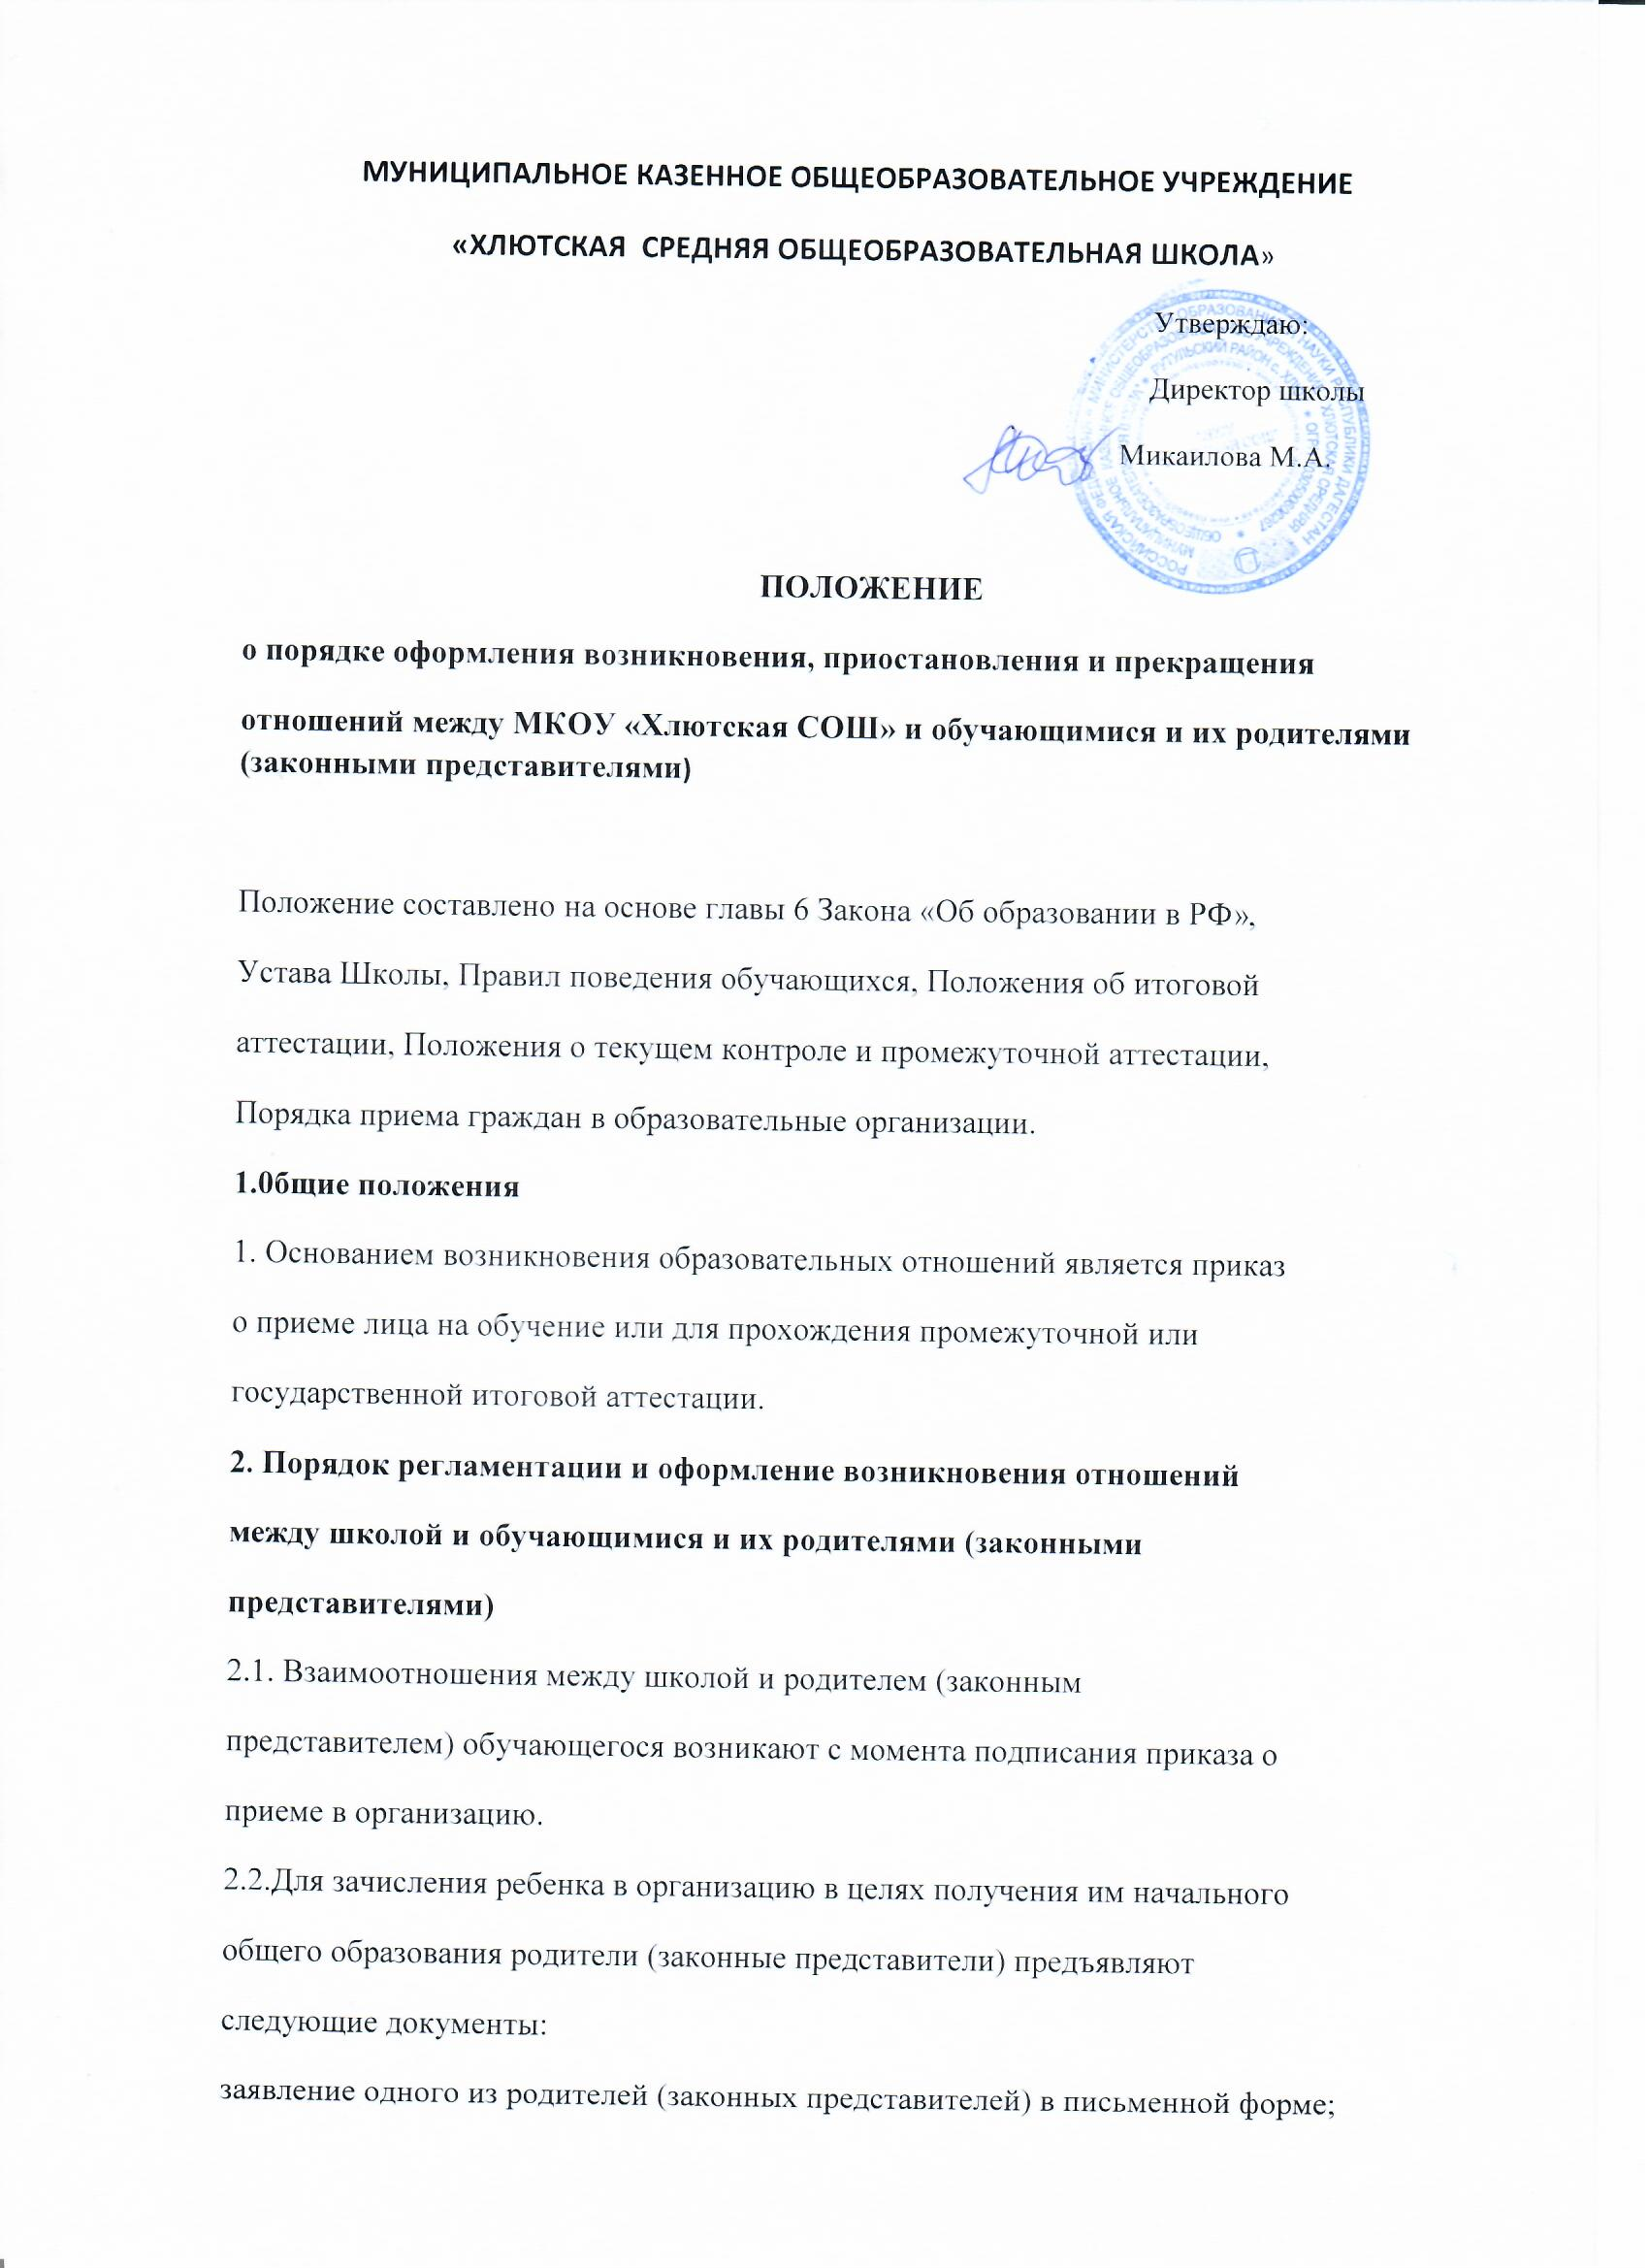 МУНИЦИПАЛЬНОЕ КАЗЕННОЕ ОБЩЕОБРАЗОВАТЕЛЬНОЕ УЧРЕЖДЕНИЕ
«ХЛЮТСКАЯ СРЕДНЯЯ ОБЩЕОБРАЗОВАТЕЛЬНАЯ ШКОЛА»
Утверждаю:
Директор школы
Микаилова М.А.
ПОЛОЖЕНИЕ
о порядке оформления возникновения, приостановления и прекращения
отношений между МКОУ «Хлютская СОШ» и обучающимися и их родителями
(законными представителями)
Положение составлено на основе главы 6 Закона «Об образовании в РФ»,
Устава Школы, Правил поведения обучающихся, Положения об итоговой
аттестации, Положения о текущем контроле и промежуточной аттестации,
Порядка приема граждан в образовательные организации.
1.0бщие положения
1. Основанием возникновения образовательных отношений является приказ
о приеме лица на обучение или для прохождения промежуточной или
государственной итоговой аттестации.
2. Порядок регламентации и оформление возникновения отношений
между школой и обучающимися и их родителями (законными
представителями)
2.1. Взаимоотношения между школой и родителем (законным
представителем) обучающегося возникают с момента подписания приказа о
приеме в организацию.
2.2.Для зачисления ребенка в организацию в целях получения им начального
общего образования родители (законные представители) предъявляют
следующие документы:
заявление одного из родителей (законных представителей) в письменной форме;